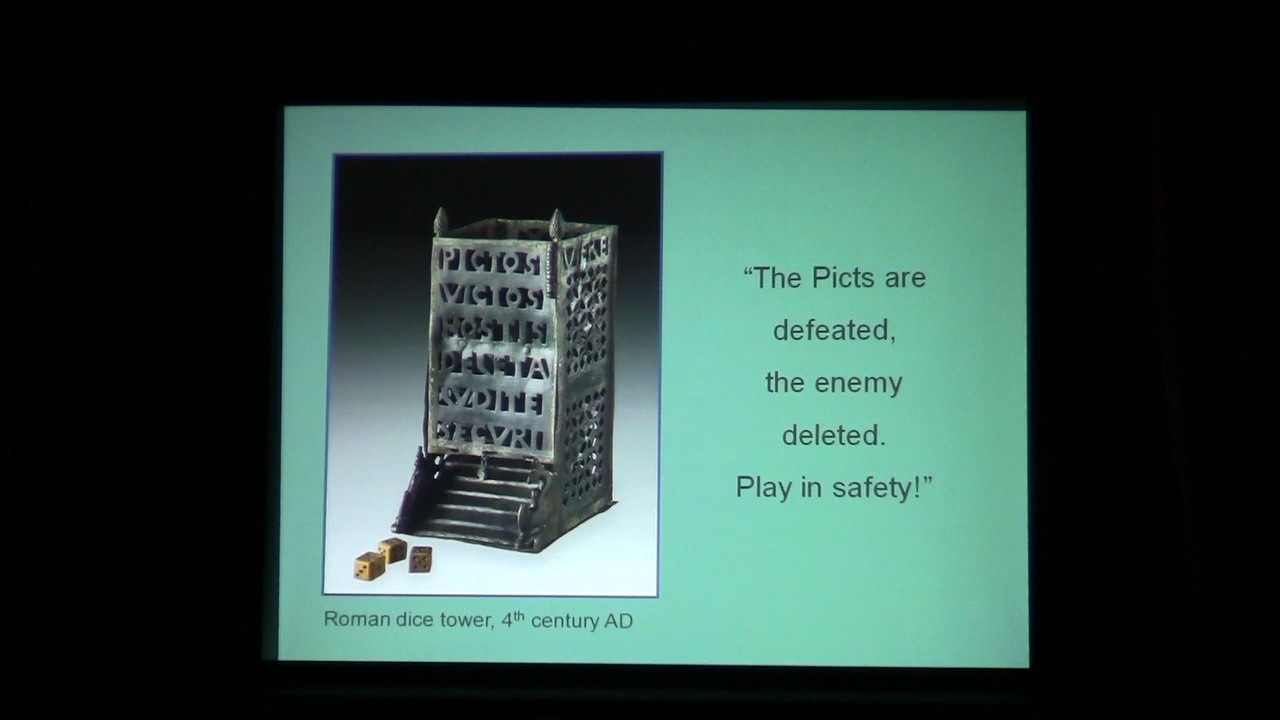 PICTOS
VICTOS
HOSTIS
DELETA
LVDITE
SECVRI
“The Picts are
defeated,
the enemy
deleted.
Play in safety!”
Roman dice tower, 4th century AD